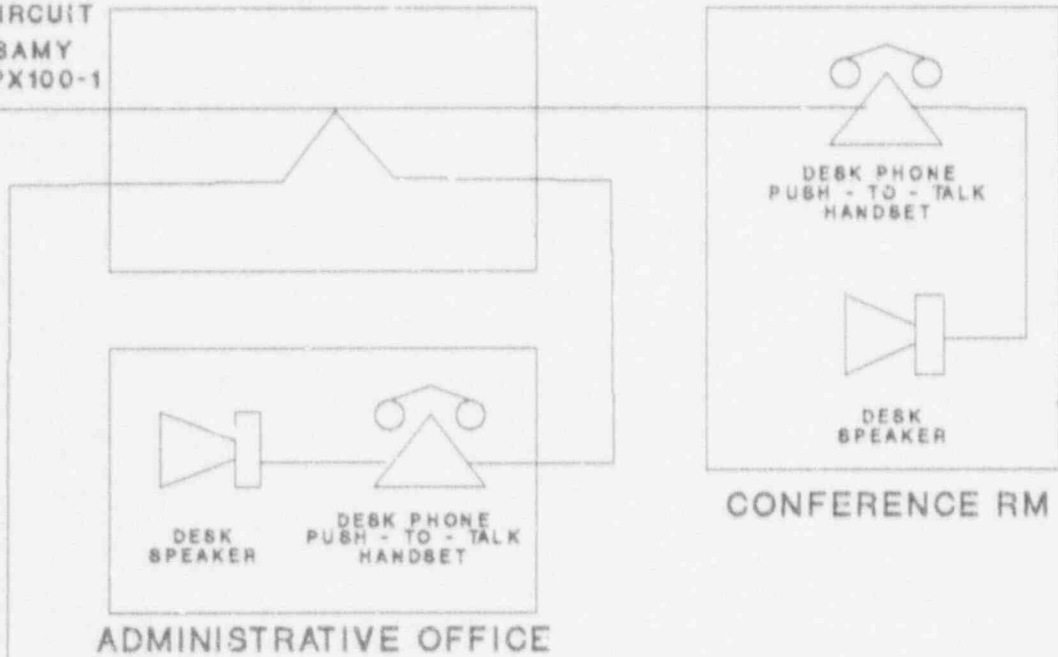 IRCUIT
PX100-1
DESK PHONE
PUSH - TO - TALK
HANDSET
DESK
SPEAKER
CONFERENCE RM
DESK
SPEAKER
DESK PHONE
PUSH - TO - TALK
HANDSET
ADMINISTRATIVE OFFICE